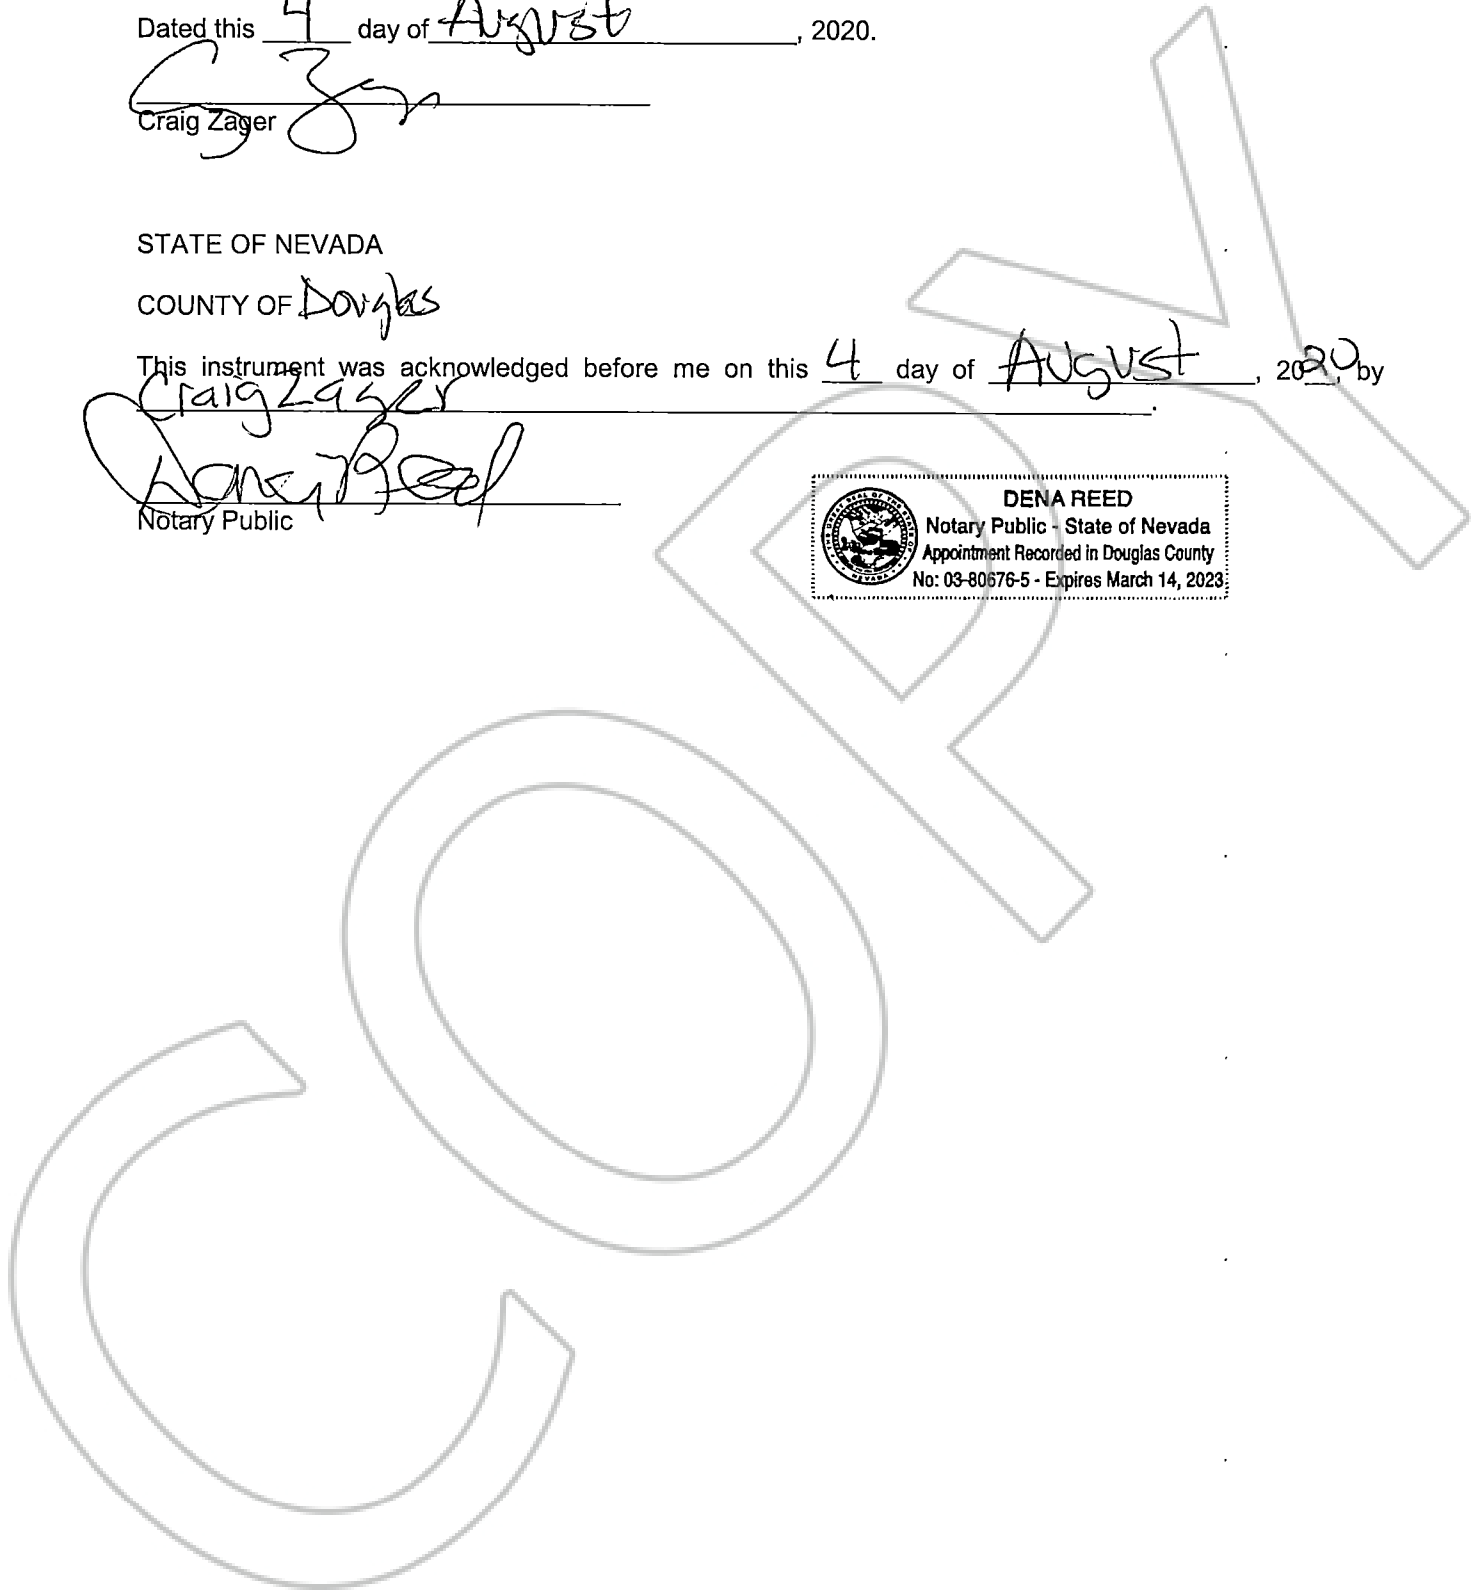 Dated this 4 day of August, 2020.
Craig Zager
STATE OF NEVADA
COUNTY OF Douglas
This instrument was acknowledged before me on this 4 day of August, 2020, by
Craig Zager.
Notary Public
DENA REED
Notary Public - State of Nevada
Appointment Recorded in Douglas County
No: 03-80676-5 - Expires March 14, 2023
COPY